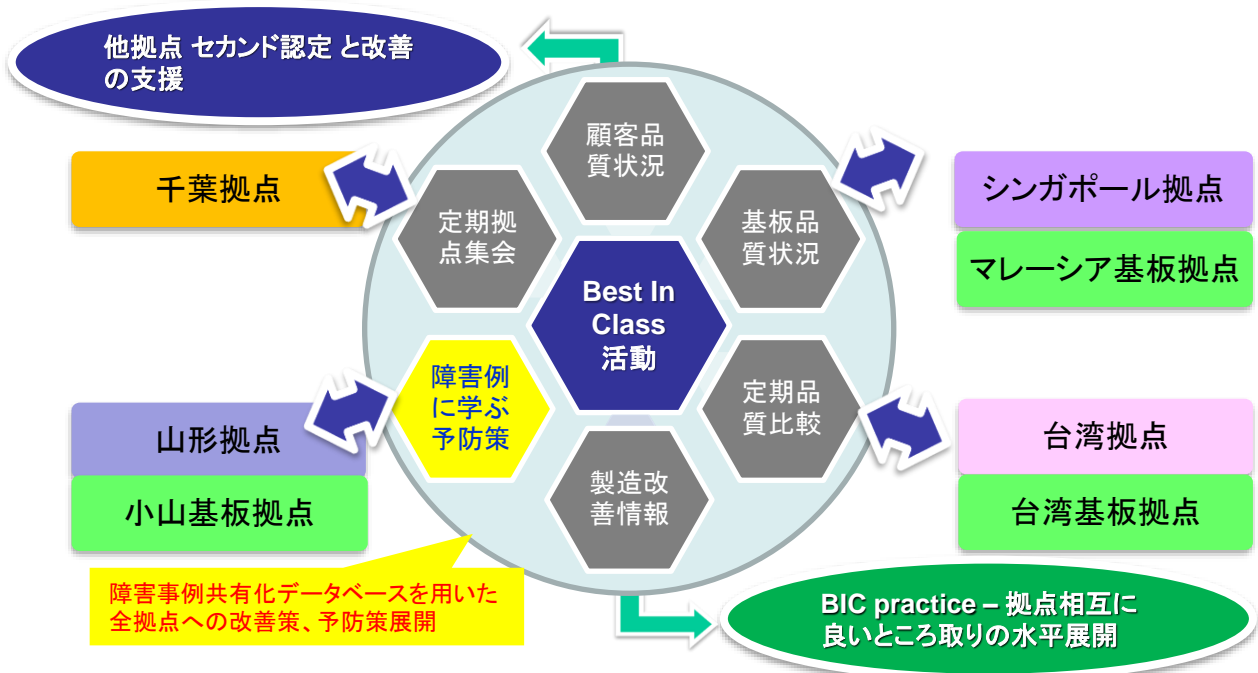 他拠点 セカンド認定 と改善
の支援
顧客品
質状況
千葉拠点
定期拠
点集会
基板品
質状況
シンガポール拠点
マレーシア基板拠点
Best In
Class
活動
障害例
に学ぶ
予防策
定期品
質比較
山形拠点
小山基板拠点
台湾拠点
台湾基板拠点
製造改
善情報
障害事例共有化データベースを用いた
全拠点への改善策、予防策展開
BIC practice – 拠点相互に
良いところ取りの水平展開